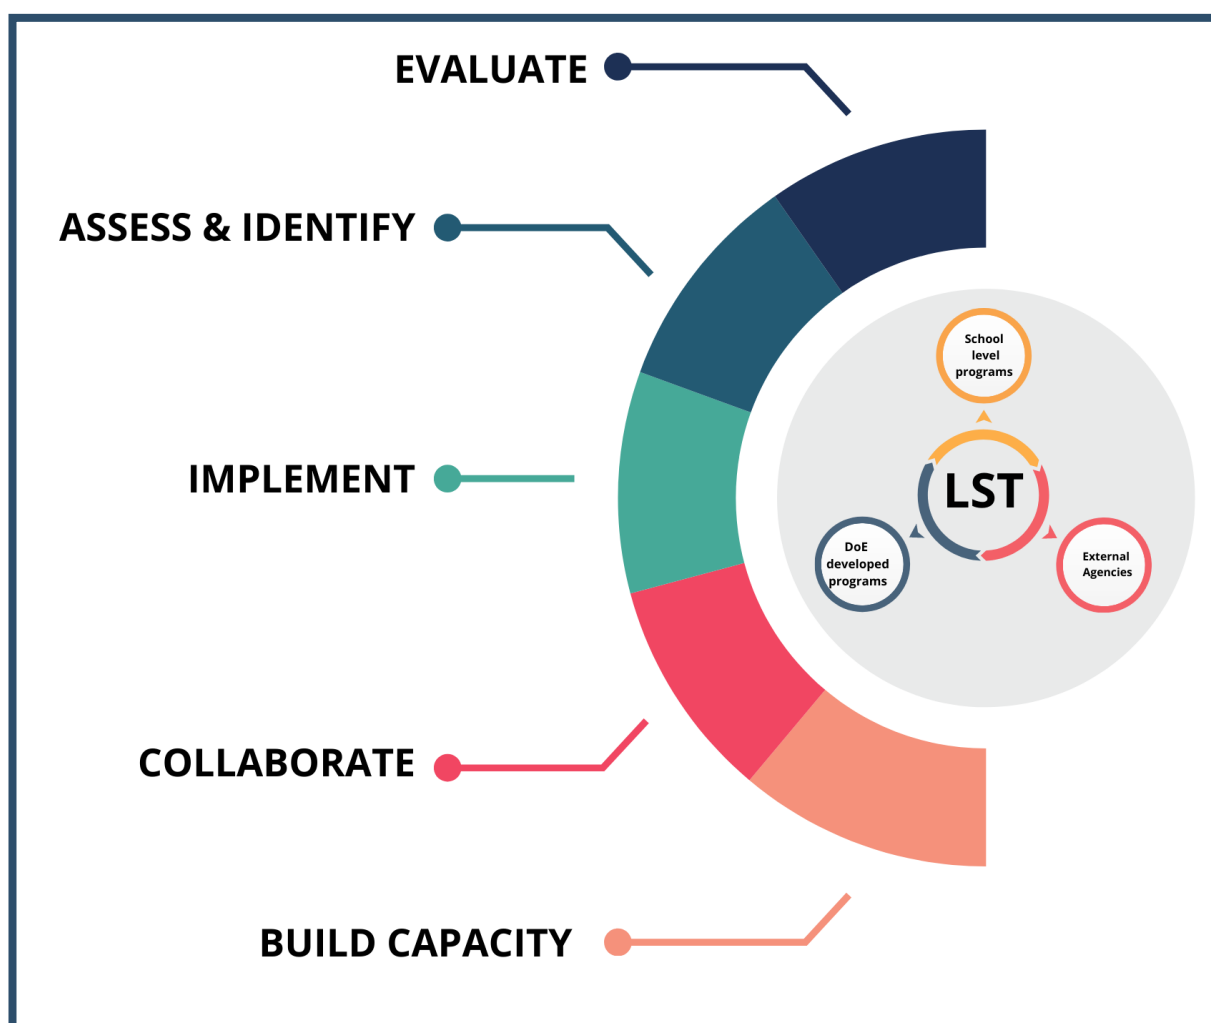 EVALUATE
ASSESS & IDENTIFY
IMPLEMENT
COLLABORATE
BUILD CAPACITY
School
level
programs
LST
DoE
developed
programs
External
Agencies